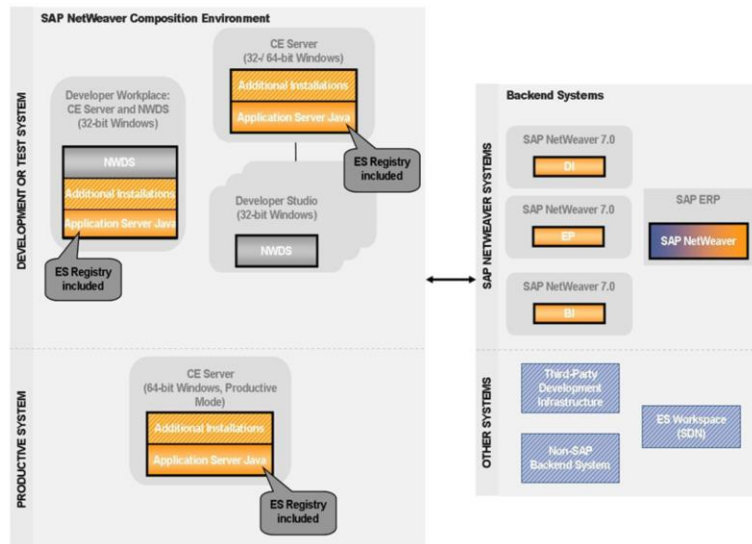 SAP NetWeaver Composition Environment
DEVELOPMENT OR TEST SYSTEM
Developer Workplace:
CE Server and NWDS
(32-bit Windows)
NWDS
Additional Installations
Application Server Java
ES Registry
included
CE Server
(32-/ 64-bit Windows)
Additional Installations
Application Server Java
ES Registry
included
Developer Studio
(32-bit Windows)
NWDS
PRODUCTIVE SYSTEM
CE Server
(64-bit Windows, Productive
Mode)
Additional Installations
Application Server Java
ES Registry
included
Backend Systems
SAP NETWEAVER SYSTEMS
SAP NetWeaver 7.0
DI
SAP NetWeaver 7.0
EP
SAP NetWeaver 7.0
BI
SAP ERP
SAP NetWeaver
OTHER SYSTEMS
Third-Party
Development
Infrastructure
Non-SAP
Backend System
ES Workspace
(SDN)